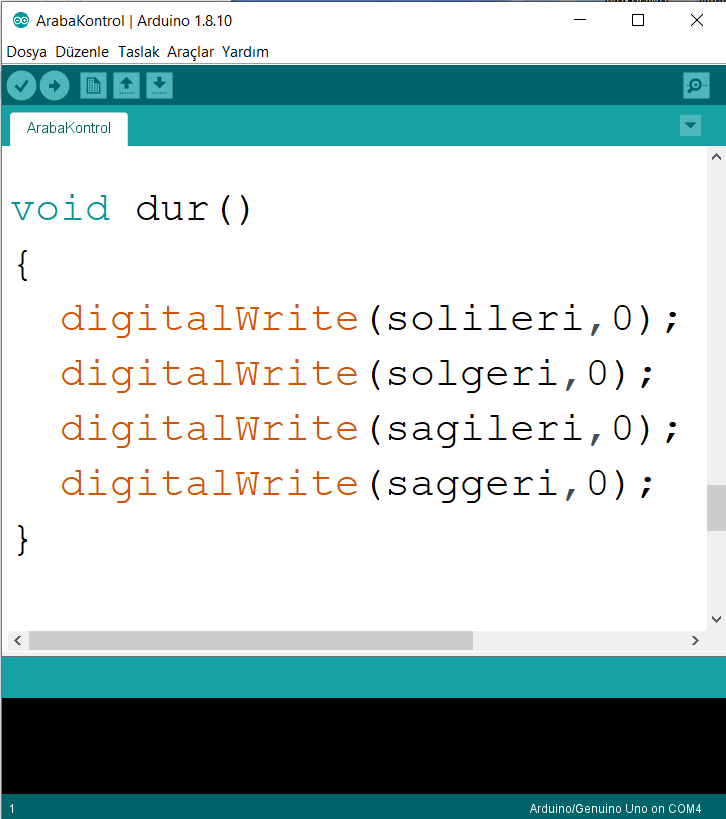 ArabaKontrol | Arduino 1.8.10
Dosya Düzenle Taslak Araçlar Yardım
ArabaKontrol
void dur()
{
  digitalWrite(solileri,0);
  digitalWrite(solgeri,0);
  digitalWrite(sagileri,0);
  digitalWrite(saggeri,0);
}
1
Arduino/Genuino Uno on COM4